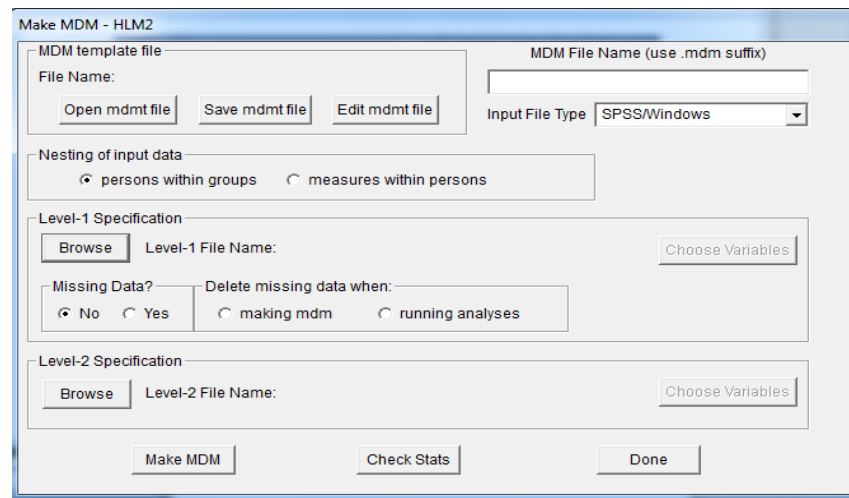 Make MDM - HLM2
MDM template file
File Name:
Open mdmt file Save mdmt file Edit mdmt file
MDM File Name (use .mdm suffix)
Input File Type SPSS/Windows
Nesting of input data
persons within groups measures within persons
Level-1 Specification
Browse Level-1 File Name: Choose Variables
Missing Data? Delete missing data when:
No Yes making mdm running analyses
Level-2 Specification
Browse Level-2 File Name: Choose Variables
Make MDM Check Stats Done